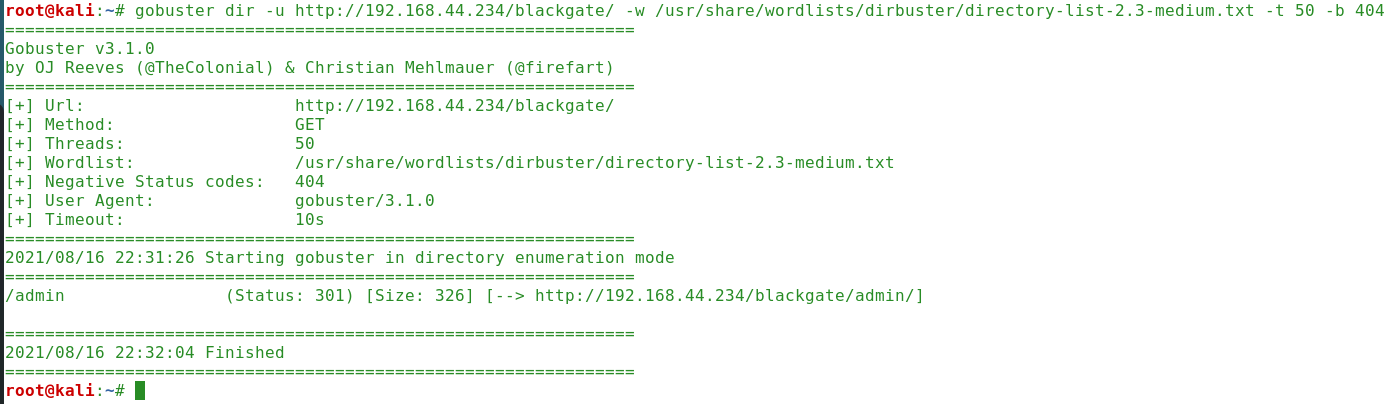 root@kali:~# gobuster dir -u http://192.168.44.234/blackgate/ -w /usr/share/wordlists/dirbuster/directory-list-2.3-medium.txt -t 50 -b 404
===============================================================
Gobuster v3.1.0
by OJ Reeves (@TheColonial) & Christian Mehlmauer (@firefart)
===============================================================
[+] Url:                     http://192.168.44.234/blackgate/
[+] Method:                  GET
[+] Threads:                 50
[+] Wordlist:                /usr/share/wordlists/dirbuster/directory-list-2.3-medium.txt
[+] Negative Status codes:   404
[+] User Agent:              gobuster/3.1.0
[+] Timeout:                 10s
===============================================================
2021/08/16 22:31:26 Starting gobuster in directory enumeration mode
===============================================================
/admin                (Status: 301) [Size: 326] [--> http://192.168.44.234/blackgate/admin/]
===============================================================
2021/08/16 22:32:04 Finished
===============================================================
root@kali:~#